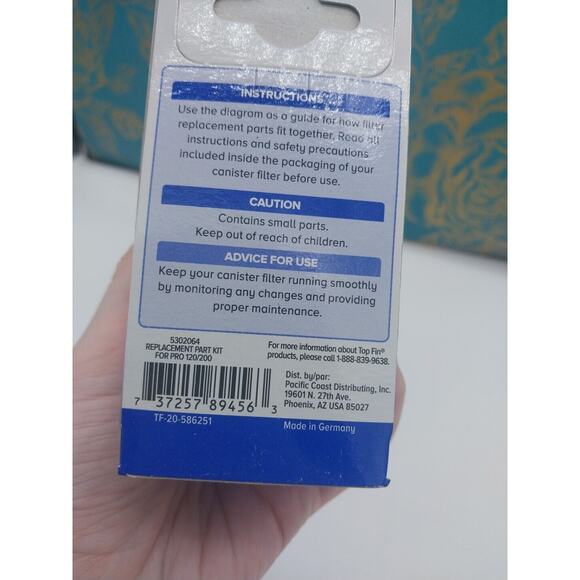 INSTRUCTIONS
Use the diagram as a guide for how filter
replacement parts fit together. Read all
instructions and safety precautions
included inside the packaging of your
canister filter before use.
CAUTION
Contains small parts.
Keep out of reach of children.
ADVICE FOR USE
Keep your canister filter running smoothly
by monitoring any changes and providing
proper maintenance.
5302064
REPLACEMENT PART KIT
FOR PRO 120/200
For more information about Top Fin®
products, please call 1-888-839-9638.
Dist. by/par:
Pacific Coast Distributing, Inc.
19601 N. 27th Ave.
Phoenix, AZ USA 85027
7 37257 89456 3
TF-20-586251
Made in Germany